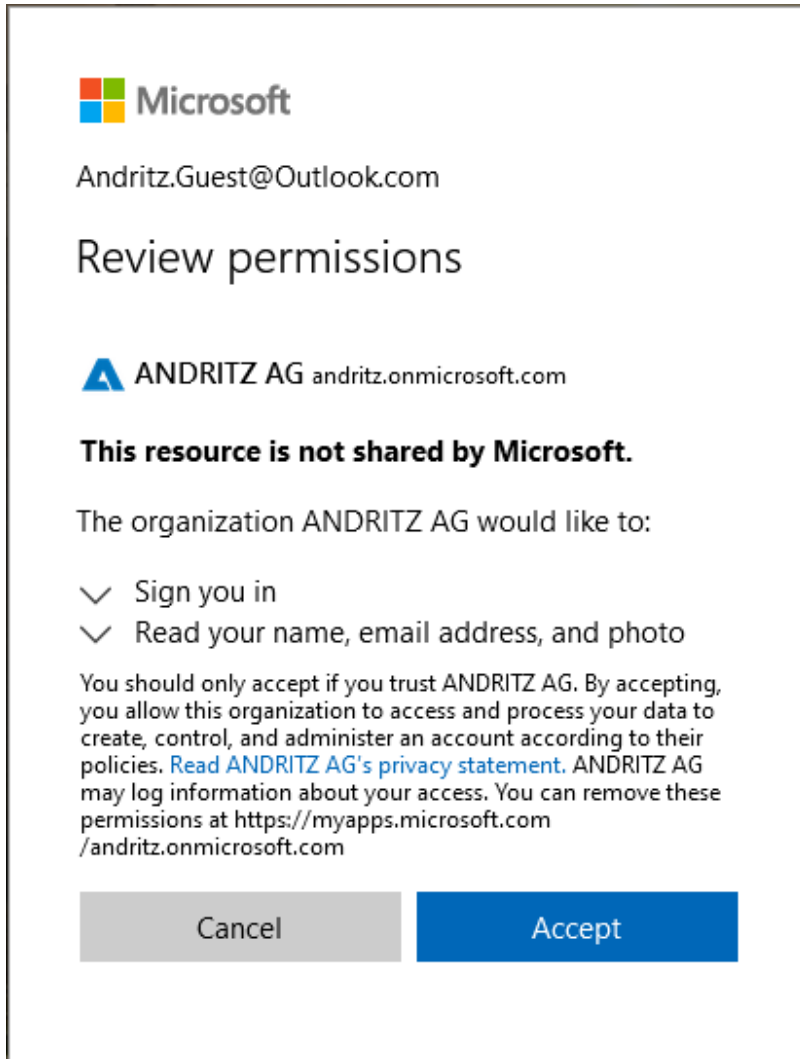 Microsoft
Andritz.Guest@Outlook.com
Review permissions
ANDRITZ AG andritz.onmicrosoft.com
This resource is not shared by Microsoft.
The organization ANDRITZ AG would like to:
Sign you in
Read your name, email address, and photo
You should only accept if you trust ANDRITZ AG. By accepting,
you allow this organization to access and process your data to
create, control, and administer an account according to their
policies. Read ANDRITZ AG's privacy statement. ANDRITZ AG
may log information about your access. You can remove these
permissions at https://myapps.microsoft.com
/andritz.onmicrosoft.com
Cancel Accept